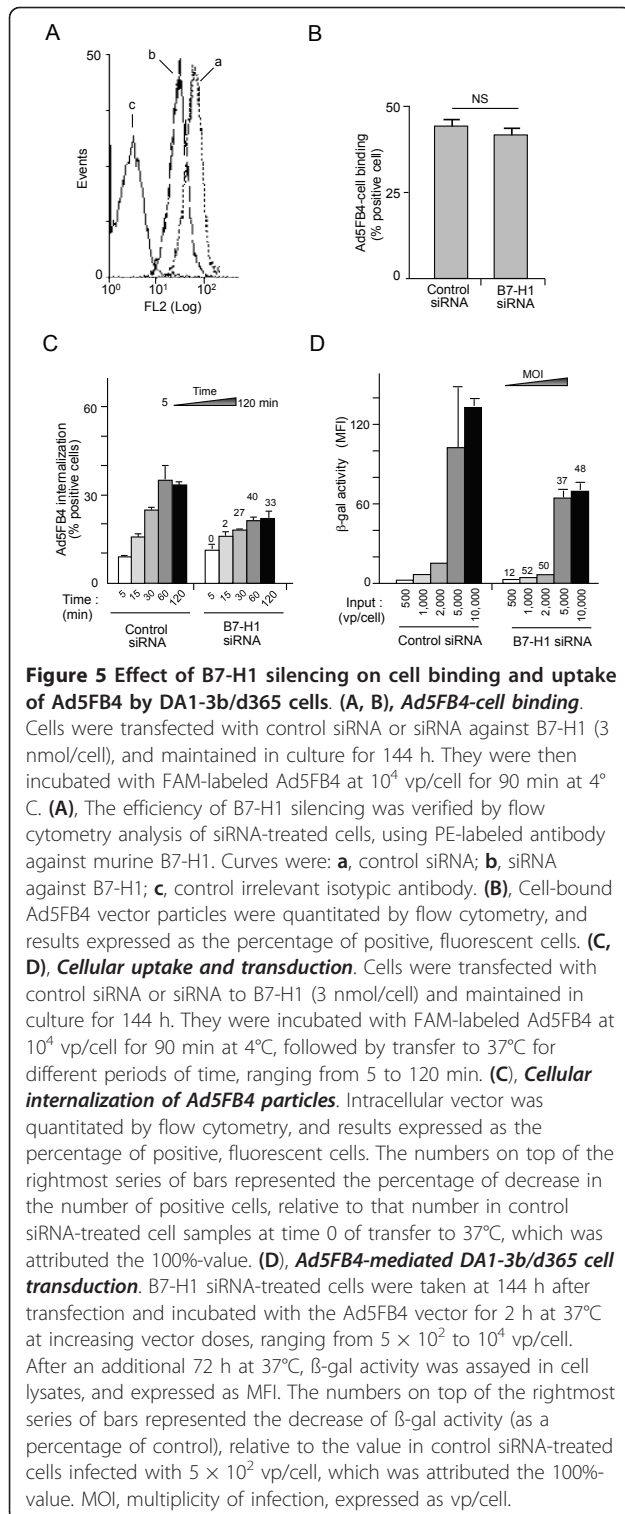 A
50
b
a
c
Events
0
10⁰ 10¹ 10²
FL2 (Log)
B
NS
50
25
0
Ad5FB4-cell binding
(% positive cell)
Control
siRNA
B7-H1
siRNA
C
Time
5 120 min
60
30
0
Ad5FB4 internalization
(% positive cells)
0 2 27 40 33
Time :
(min)
5 15 30 60 120
5 15 30 60 120
Control
siRNA
B7-H1
siRNA
D
MOI
120
60
0
β-gal activity (MFI)
12 52 50 37 48
Input :
(vp/cell)
500 1,000 2,000 5,000 10,000
500 1,000 2,000 5,000 10,000
Control siRNA
B7-H1 siRNA
Figure 5 Effect of B7-H1 silencing on cell binding and uptake
of Ad5FB4 by DA1-3b/d365 cells. (A, B), Ad5FB4-cell binding.
Cells were transfected with control siRNA or siRNA against B7-H1 (3
nmol/cell), and maintained in culture for 144 h. They were then
incubated with FAM-labeled Ad5FB4 at 10⁴ vp/cell for 90 min at 4°
C. (A), The efficiency of B7-H1 silencing was verified by flow
cytometry analysis of siRNA-treated cells, using PE-labeled antibody
against murine B7-H1. Curves were: a, control siRNA; b, siRNA
against B7-H1; c, control irrelevant isotypic antibody. (B), Cell-bound
Ad5FB4 vector particles were quantitated by flow cytometry, and
results expressed as the percentage of positive, fluorescent cells. (C,
D), Cellular uptake and transduction. Cells were transfected with
control siRNA or siRNA to B7-H1 (3 nmol/cell) and maintained in
culture for 144 h. They were incubated with FAM-labeled Ad5FB4 at
10⁴ vp/cell for 90 min at 4°C, followed by transfer to 37°C for
different periods of time, ranging from 5 to 120 min. (C), Cellular
internalization of Ad5FB4 particles. Intracellular vector was
quantitated by flow cytometry, and results expressed as the
percentage of positive, fluorescent cells. The numbers on top of the
rightmost series of bars represented the percentage of decrease in
the number of positive cells, relative to that number in control
siRNA-treated cell samples at time 0 of transfer to 37°C, which was
attributed the 100%-value. (D), Ad5FB4-mediated DA1-3b/d365 cell
transduction. B7-H1 siRNA-treated cells were taken at 144 h after
transfection and incubated with the Ad5FB4 vector for 2 h at 37°C
at increasing vector doses, ranging from 5 × 10² to 10⁴ vp/cell.
After an additional 72 h at 37°C, ß-gal activity was assayed in cell
lysates, and expressed as MFI. The numbers on top of the rightmost
series of bars represented the decrease of ß-gal activity (as a
percentage of control), relative to the value in control siRNA-treated
cells infected with 5 × 10² vp/cell, which was attributed the 100%-
value. MOI, multiplicity of infection, expressed as vp/cell.